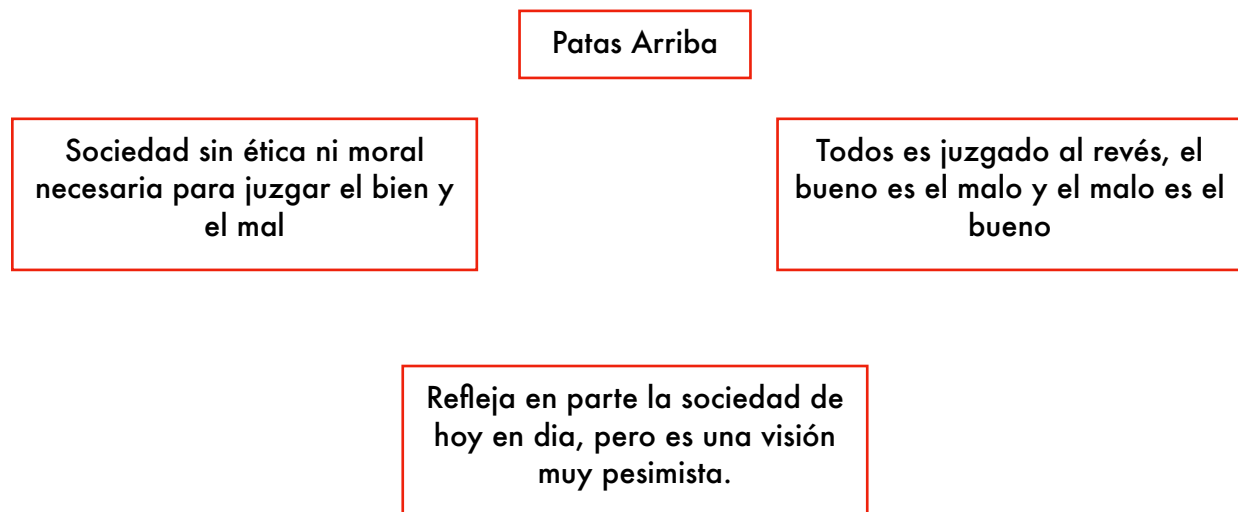 Patas Arriba
Sociedad sin ética ni moral
necesaria para juzgar el bien y
el mal
Todos es juzgado al revés, el
bueno es el malo y el malo es el
bueno
Refleja en parte la sociedad de
hoy en dia, pero es una visión
muy pesimista.